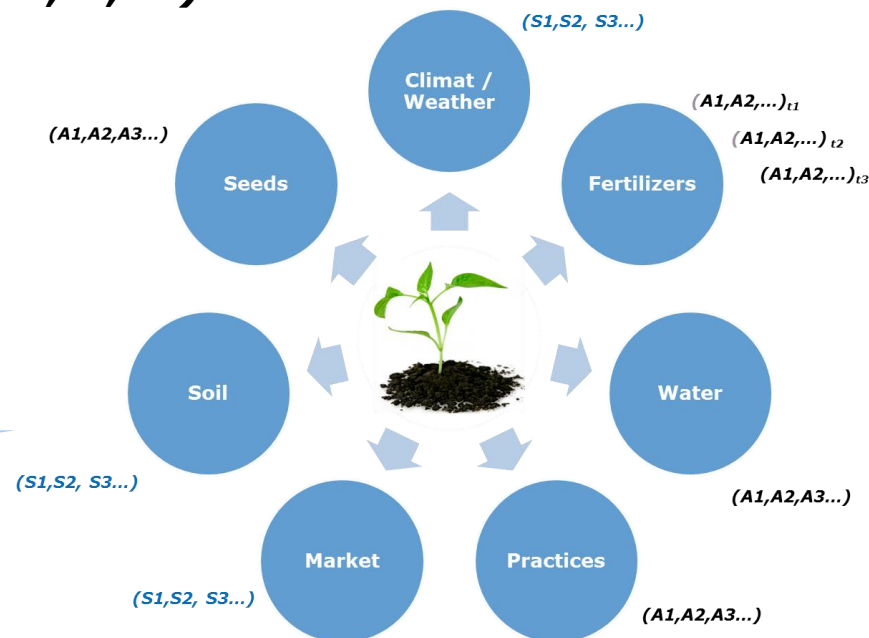 (S1,S2, S3...)
Climat /
Weather
(A1,A2,...)t1
(A1,A2,...) t2
(A1,A2,...)t3
(A1,A2,A3...)
Seeds
Fertilizers
Soil
Water
(S1,S2, S3...)
(A1,A2,A3...)
Market
Practices
(S1,S2, S3...)
(A1,A2,A3...)